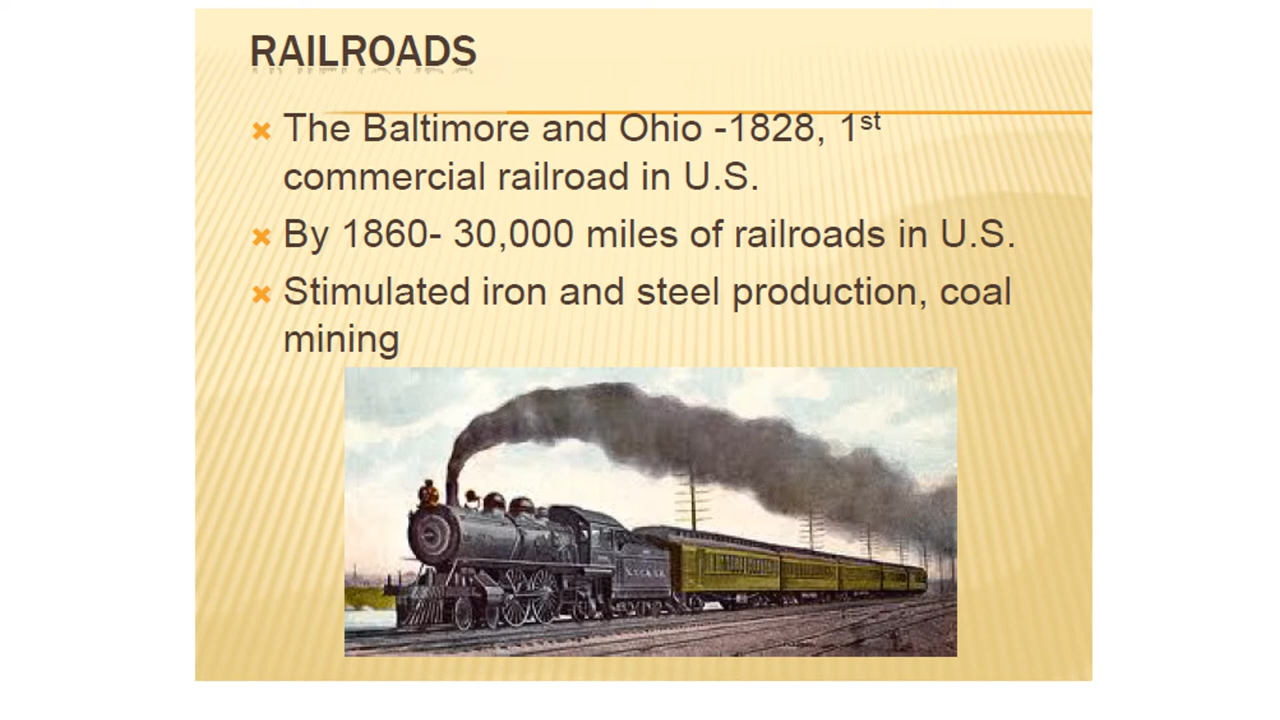 RAILROADS
The Baltimore and Ohio -1828, 1st
commercial railroad in U.S.
By 1860- 30,000 miles of railroads in U.S.
Stimulated iron and steel production, coal
mining